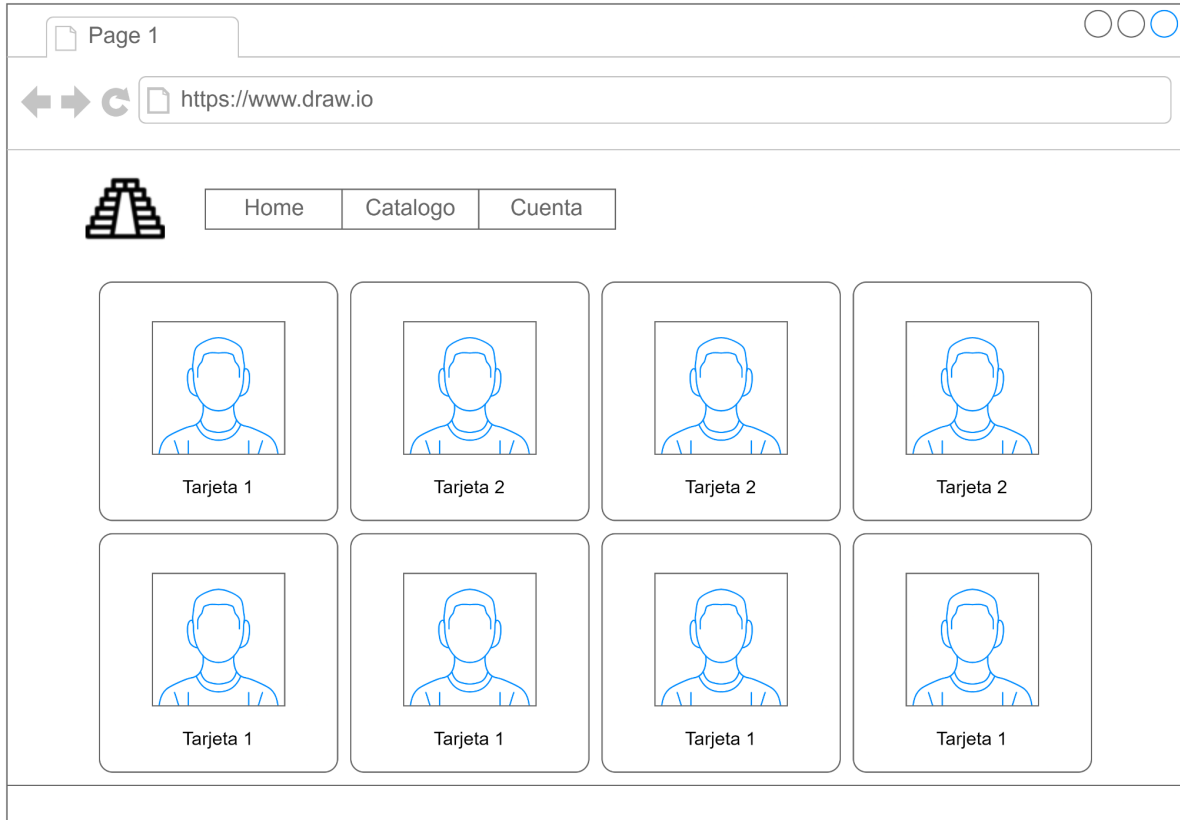 Page 1
https://www.draw.io
Home Catalogo Cuenta
Tarjeta 1 Tarjeta 2 Tarjeta 2 Tarjeta 2
Tarjeta 1 Tarjeta 1 Tarjeta 1 Tarjeta 1